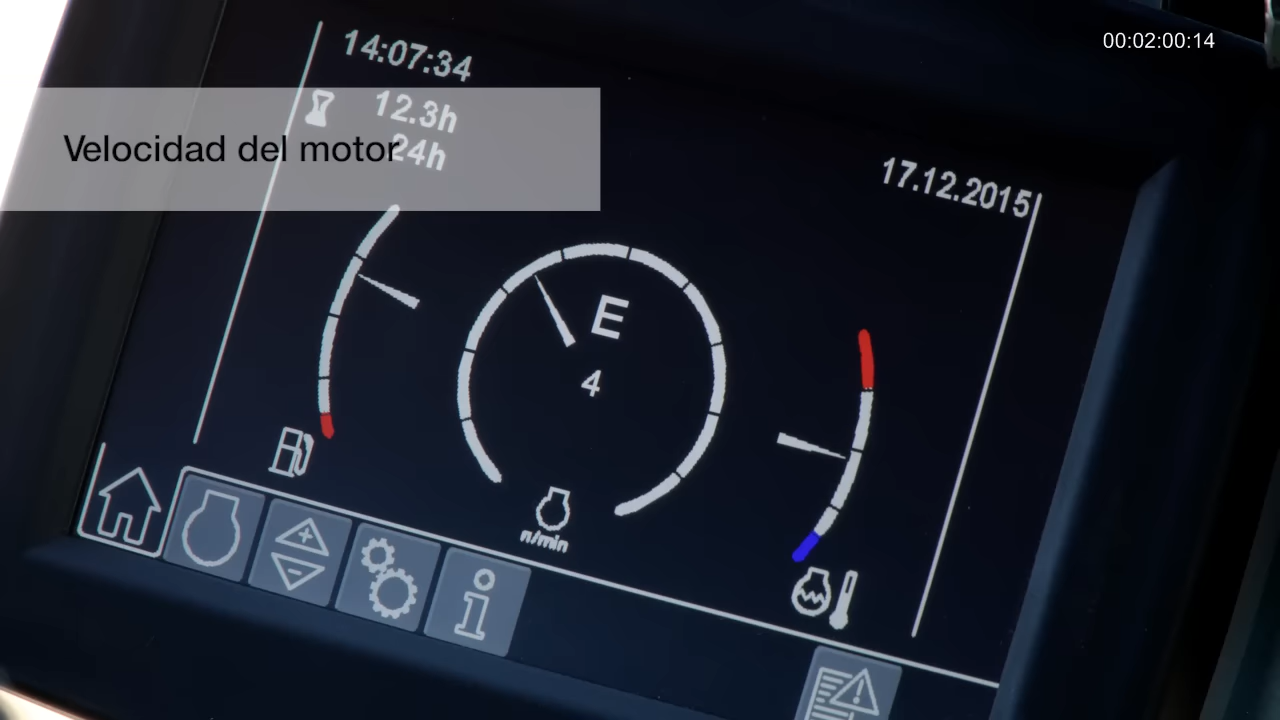 00:02:00:14
14:07:34
12.3h
Velocidad del motor
24h
17.12.2015
E
4
n/min